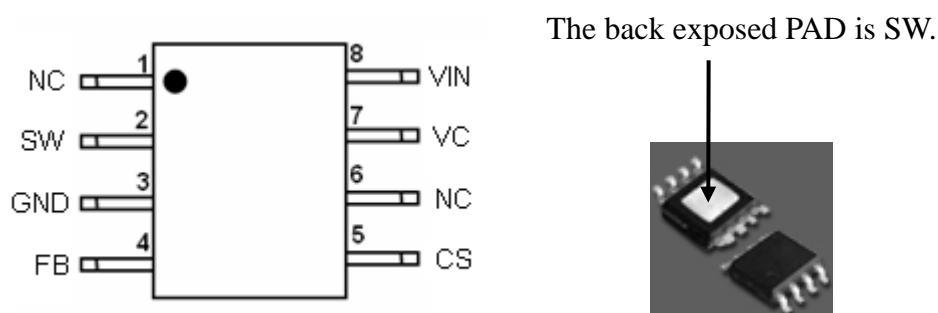 The back exposed PAD is SW.
NC 1
8 VIN
SW 2
7 VC
GND 3
6 NC
FB 4
5 CS